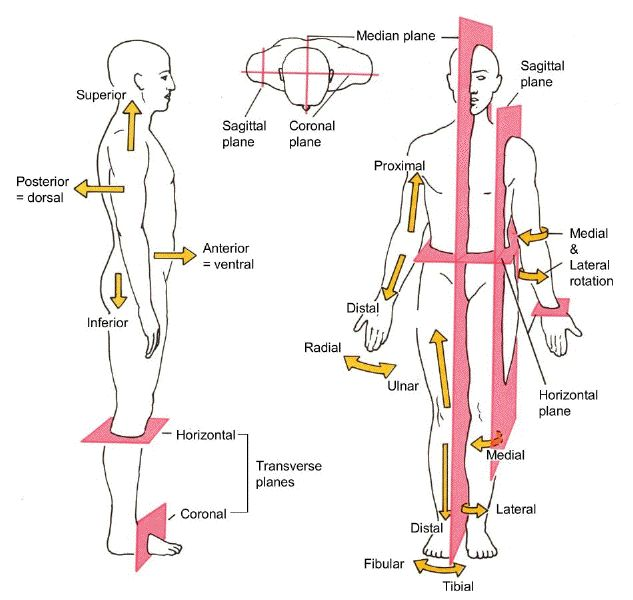 Median plane
Sagittal
plane
Superior
Sagittal
plane
Coronal
plane
Proximal
Posterior
= dorsal
Anterior
= ventral
Medial
&
Lateral
rotation
Inferior
Distal
Radial
Ulnar
Horizontal
plane
Horizontal
Transverse
planes
Medial
Coronal
Lateral
Distal
Fibular
Tibial